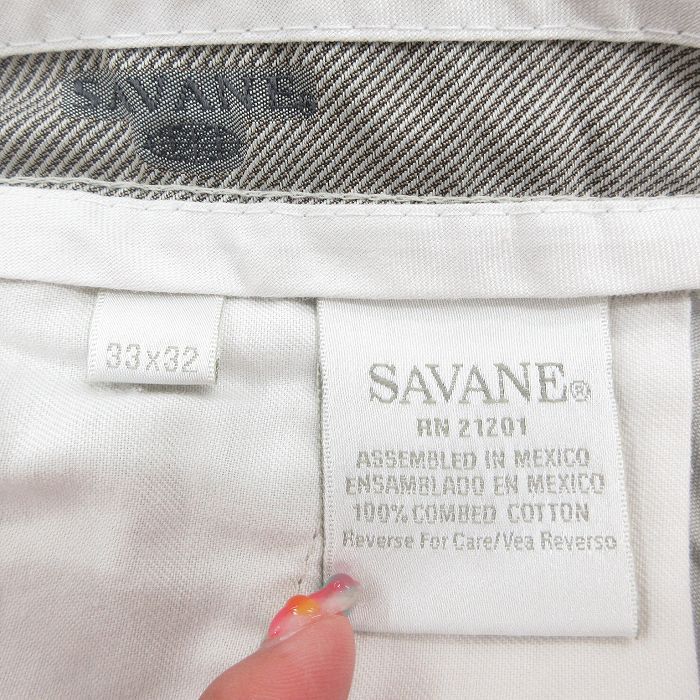 SAVANE
33x32
SAVANE®
RN 21201
ASSEMBLED IN MEXICO
ENSAMBLADO EN MEXICO
100% COMBED COTTON
Reverse For Care/Vea Reverso